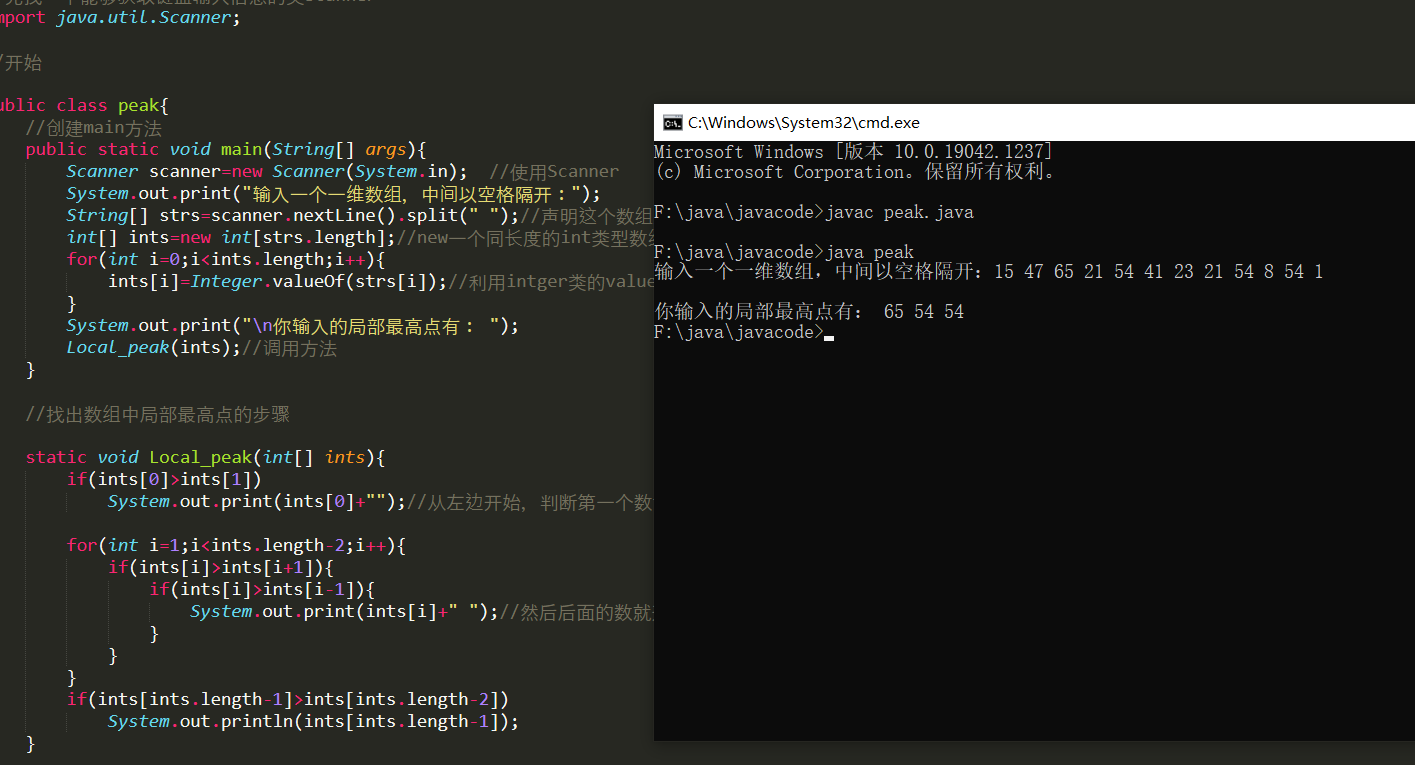 import java.util.Scanner;
/开始
ublic class peak{
//创建main方法
public static void main(String[] args){
Scanner scanner=new Scanner(System.in); //使用Scanner
System.out.print("输入一个一维数组, 中间以空格隔开:");
String[] strs=scanner.nextLine().split(" ");//声明这个数组
int[] ints=new int[strs.length];//new一个同长度的int类型数组
for(int i=0;i<ints.length;i++){
ints[i]=Integer.valueOf(strs[i]);//利用intger类的value
}
System.out.print("\n你输入的局部最高点有: ");
Local_peak(ints);//调用方法
}
//找出数组中局部最高点的步骤
static void Local_peak(int[] ints){
if(ints[0]>ints[1])
System.out.print(ints[0]+"");//从左边开始, 判断第一个数
for(int i=1;i<ints.length-2;i++){
if(ints[i]>ints[i+1]){
if(ints[i]>ints[i-1]){
System.out.print(ints[i]+" ");//然后后面的数就
}
}
}
if(ints[ints.length-1]>ints[ints.length-2])
System.out.println(ints[ints.length-1]);
}
C:\Windows\System32\cmd.exe
Microsoft Windows [版本 10.0.19042.1237]
(c) Microsoft Corporation。保留所有权利。
F:\java\javacode>javac peak.java
F:\java\javacode>java peak
输入一个一维数组, 中间以空格隔开: 15 47 65 21 54 41 23 21 54 8 54 1
你输入的局部最高点有: 65 54 54
F:\java\javacode>